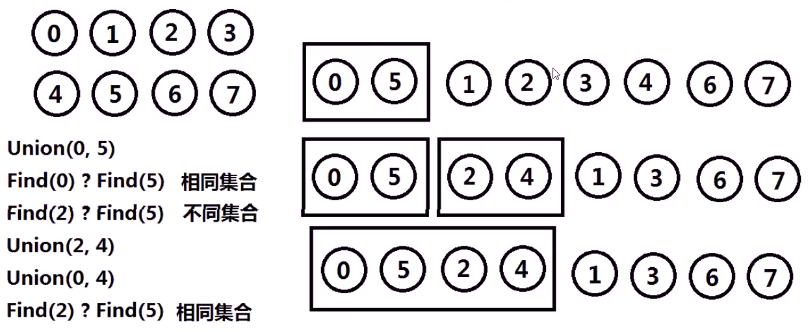 0 1 2 3
4 5 6 7
Union(0, 5)
Find(0) ? Find(5) 相同集合
Find(2) ? Find(5) 不同集合
Union(2, 4)
Union(0, 4)
Find(2) ? Find(5) 相同集合
0 5 1 2 3 4 6 7
0 5 2 4 1 3 6 7
0 5 2 4 1 3 6 7